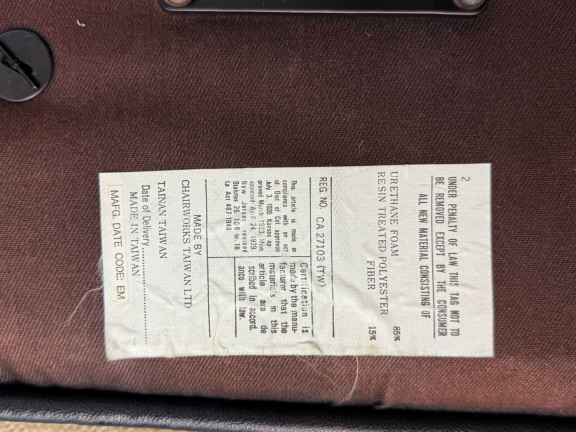 2
UNDER PENALTY OF LAW THIS TAG NOT TO
BE REMOVED EXCEPT BY THE CONSUMER
ALL NEW MATERIAL CONSISTING OF
URETHANE FOAM 85%
RESIN TREATED POLYESTER
FIBER 15%
REG. NO. CA 27103 (TW)
Certification is
made by the manu-
facturer that the
materials in this
article are de
scribed in accord.
ance with law.
MADE BY
CHAIRWORKS TAIWAN LTD
TAINAN TAIWAN
Date of Delivery
MADE IN TAIWAN
MAFG. DATE CODE: EM